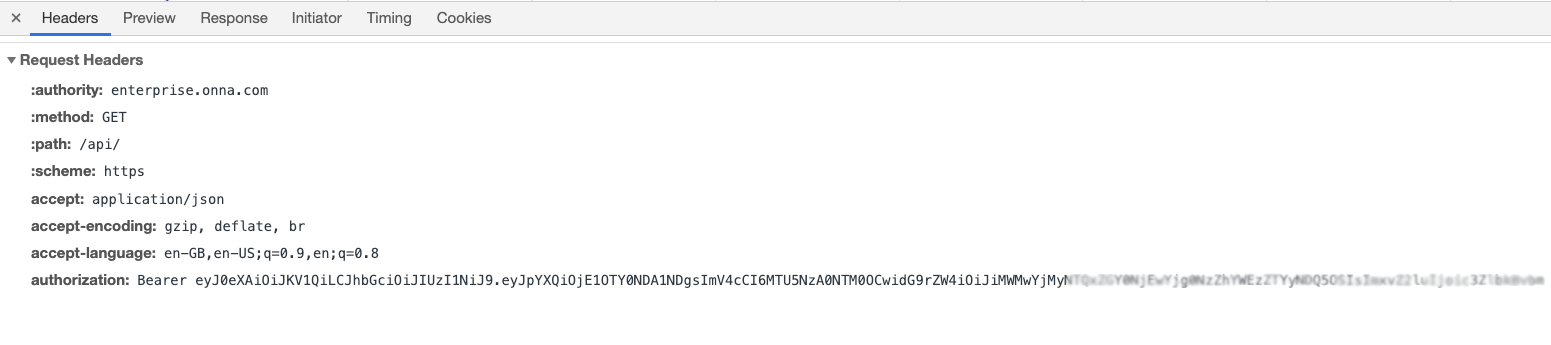 Headers Preview Response Initiator Timing Cookies
Request Headers
:authority: enterprise.onna.com
:method: GET
:path: /api/
:scheme: https
accept: application/json
accept-encoding: gzip, deflate, br
accept-language: en-GB,en-US;q=0.9,en;q=0.8
authorization: Bearer eyJ0eXAiOiJKV1QiLCJhbGciOiJIUzI1NiJ9.eyJpYXQiOjE1OTY0NDA1NDgsImV4cCI6MTU5NzA0NTM0OCwidG9rZW4iOiJiMWMwYjMy